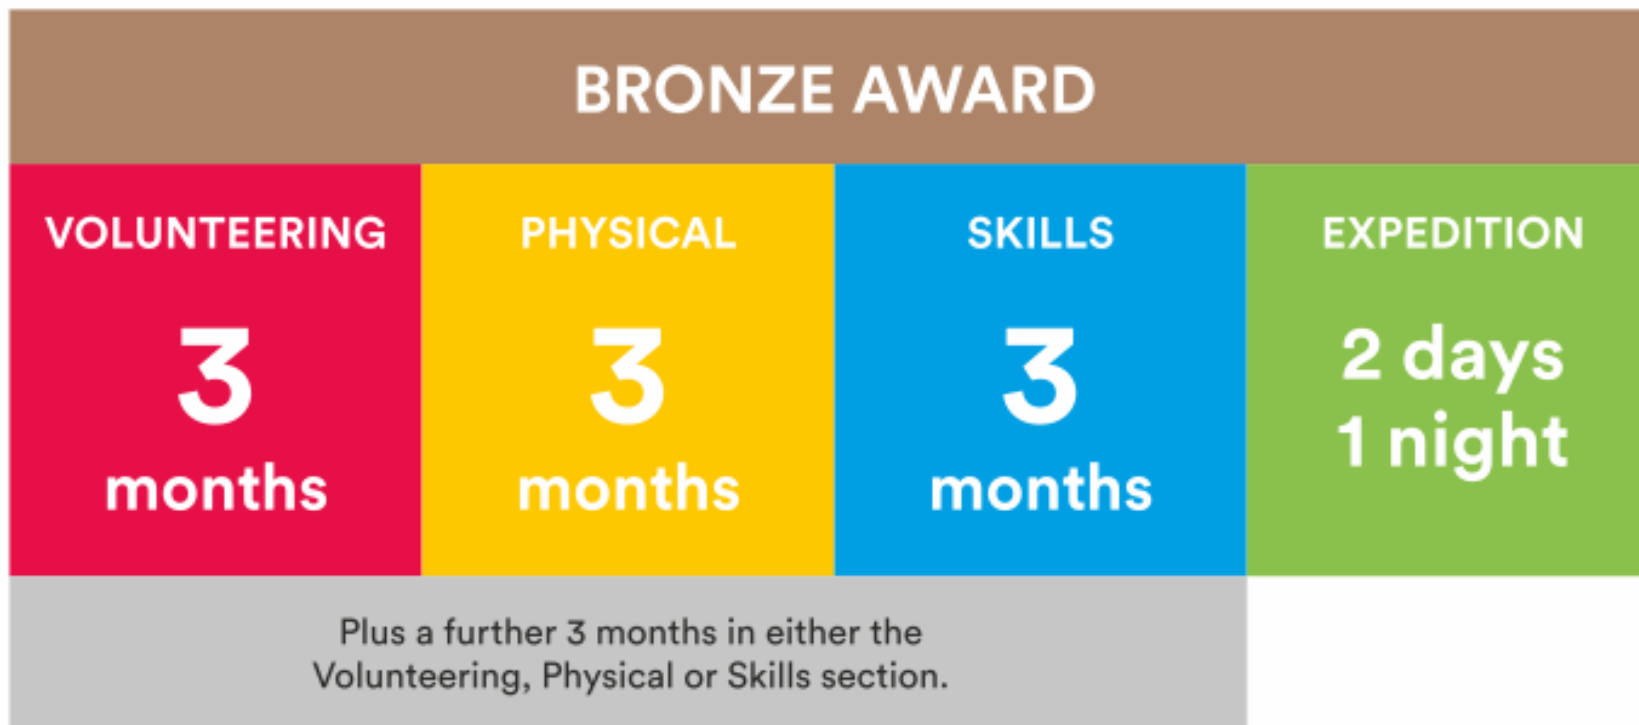 BRONZE AWARD
VOLUNTEERING
3
months
PHYSICAL
3
months
SKILLS
3
months
EXPEDITION
2 days
1 night
Plus a further 3 months in either the
Volunteering, Physical or Skills section.